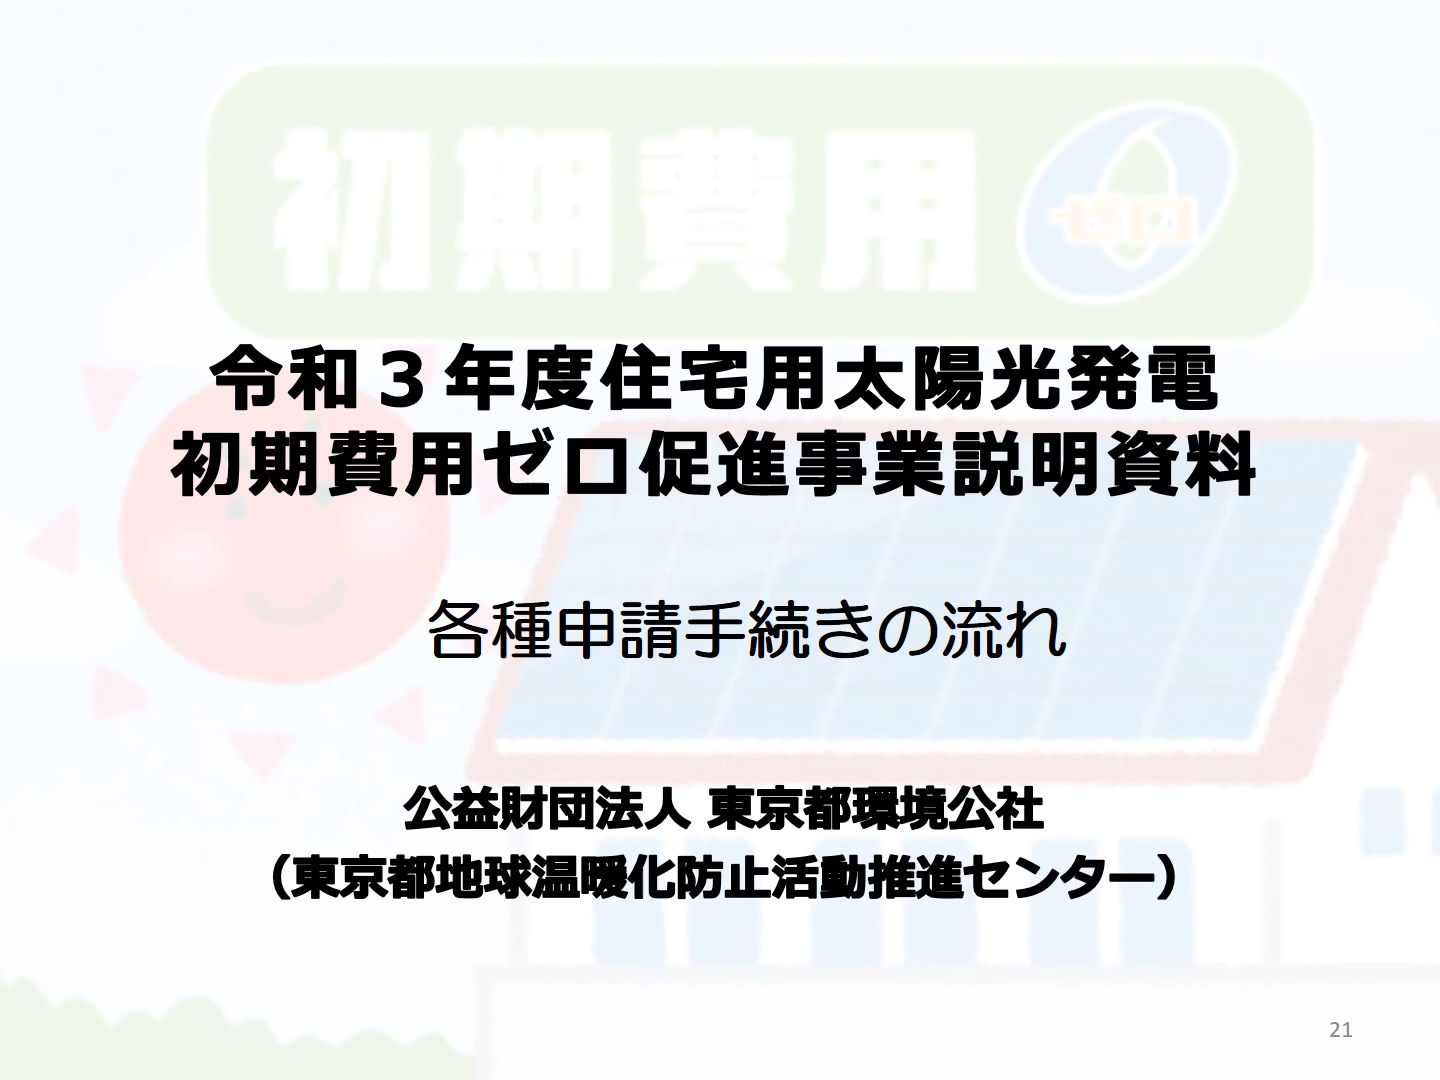 初期費用
ゼロ
令和３年度住宅用太陽光発電
初期費用ゼロ促進事業説明資料
各種申請手続きの流れ
公益財団法人 東京都環境公社
（東京都地球温暖化防止活動推進センター）
21